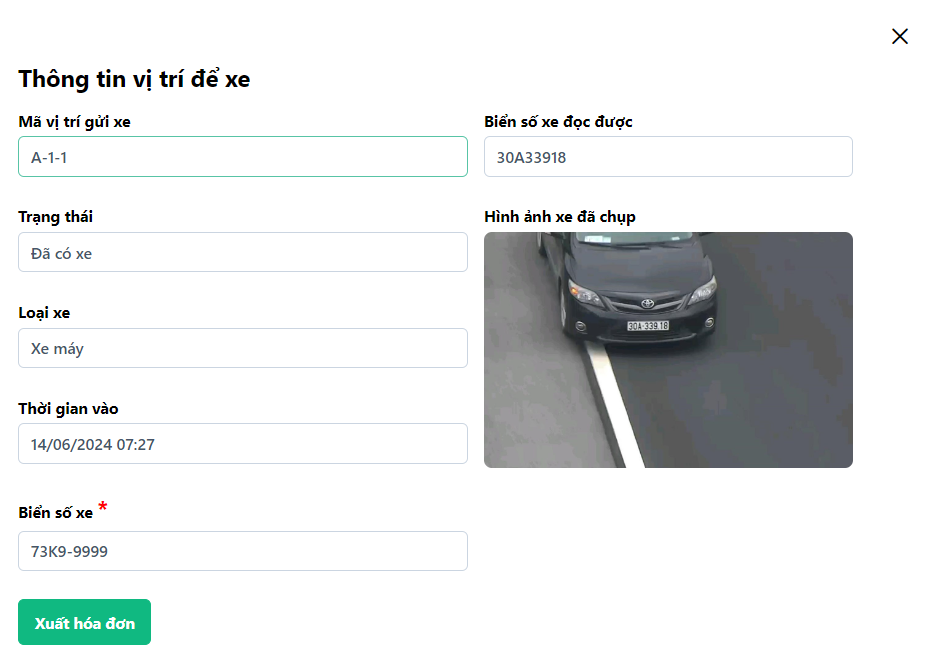 Thông tin vị trí để xe
Mã vị trí gửi xe
A-1-1
Trạng thái
Đã có xe
Loại xe
Xe máy
Thời gian vào
14/06/2024 07:27
Biển số xe *
73K9-9999
Xuất hóa đơn
Biển số xe đọc được
30A33918
Hình ảnh xe đã chụp
30A-339.18